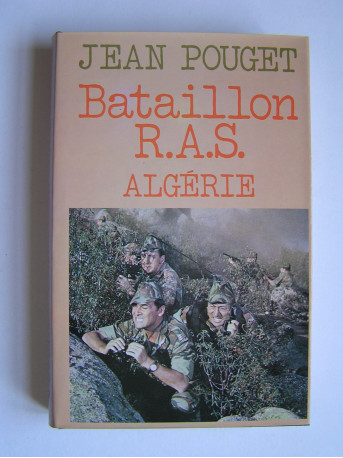 JEAN POUGET
Bataillon
R.A.S.
ALGÉRIE